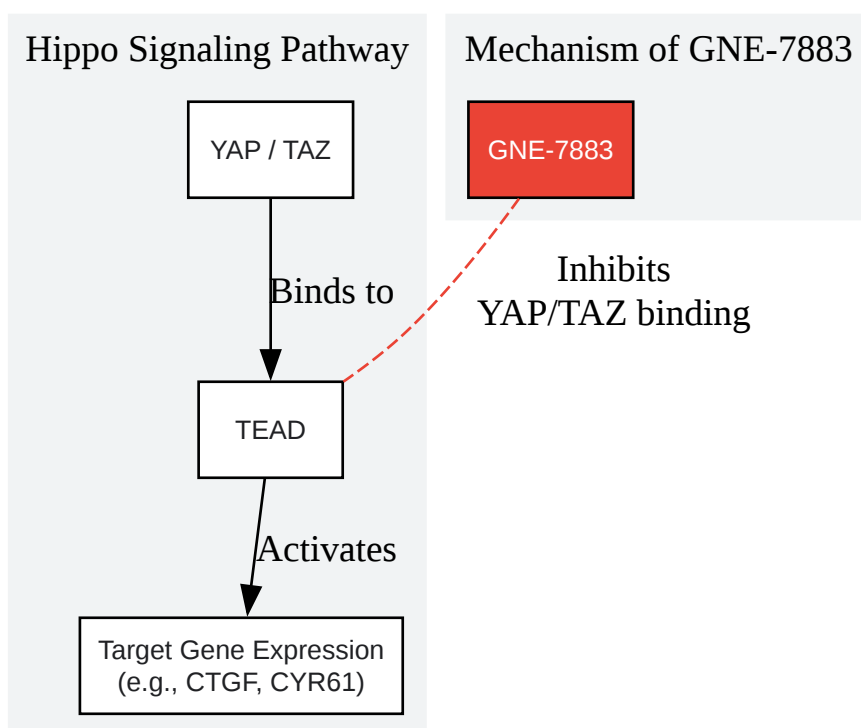 Hippo Signaling Pathway
Mechanism of GNE-7883
YAP / TAZ
GNE-7883
Binds to
Inhibits
YAP/TAZ binding
TEAD
Activates
Target Gene Expression
(e.g., CTGF, CYR61)